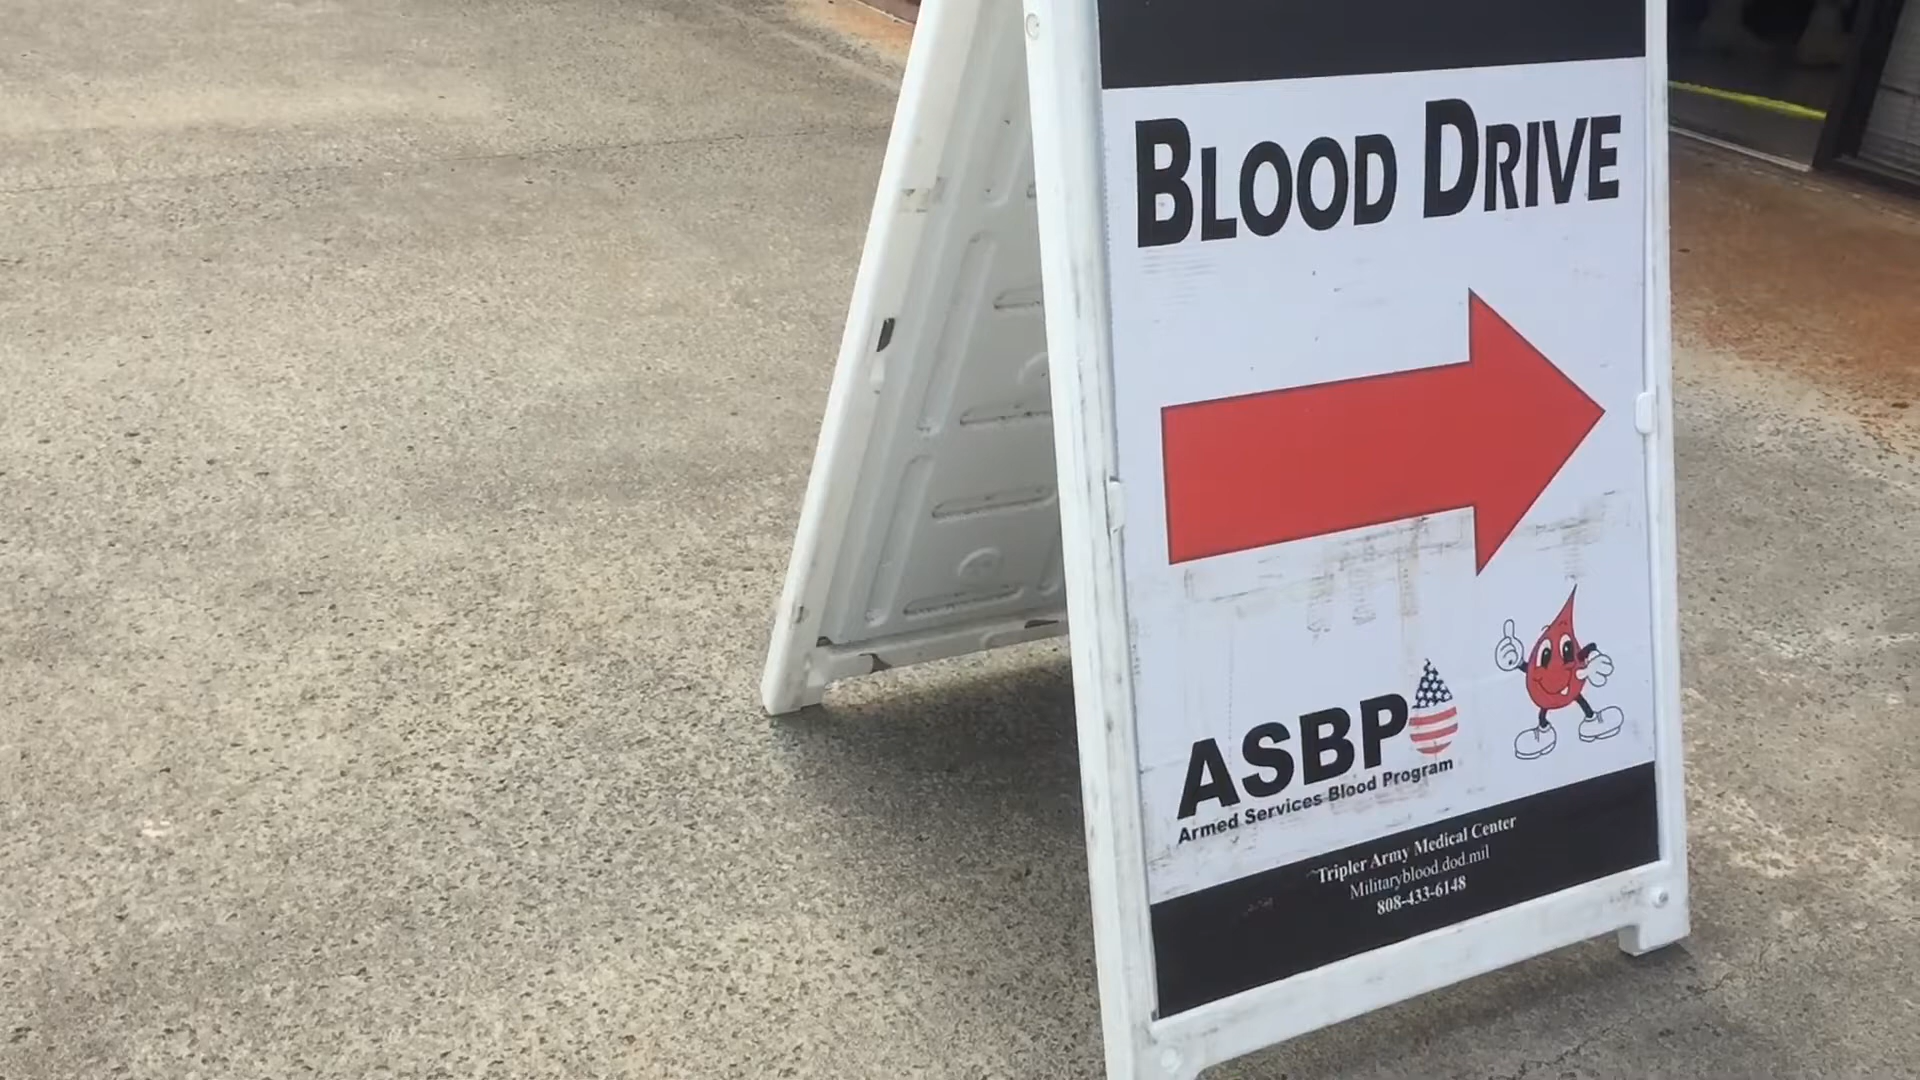 BLOOD DRIVE
ASBP
Armed Services Blood Program
Tripler Army Medical Center
Militaryblood.dod.mil
808-433-6148